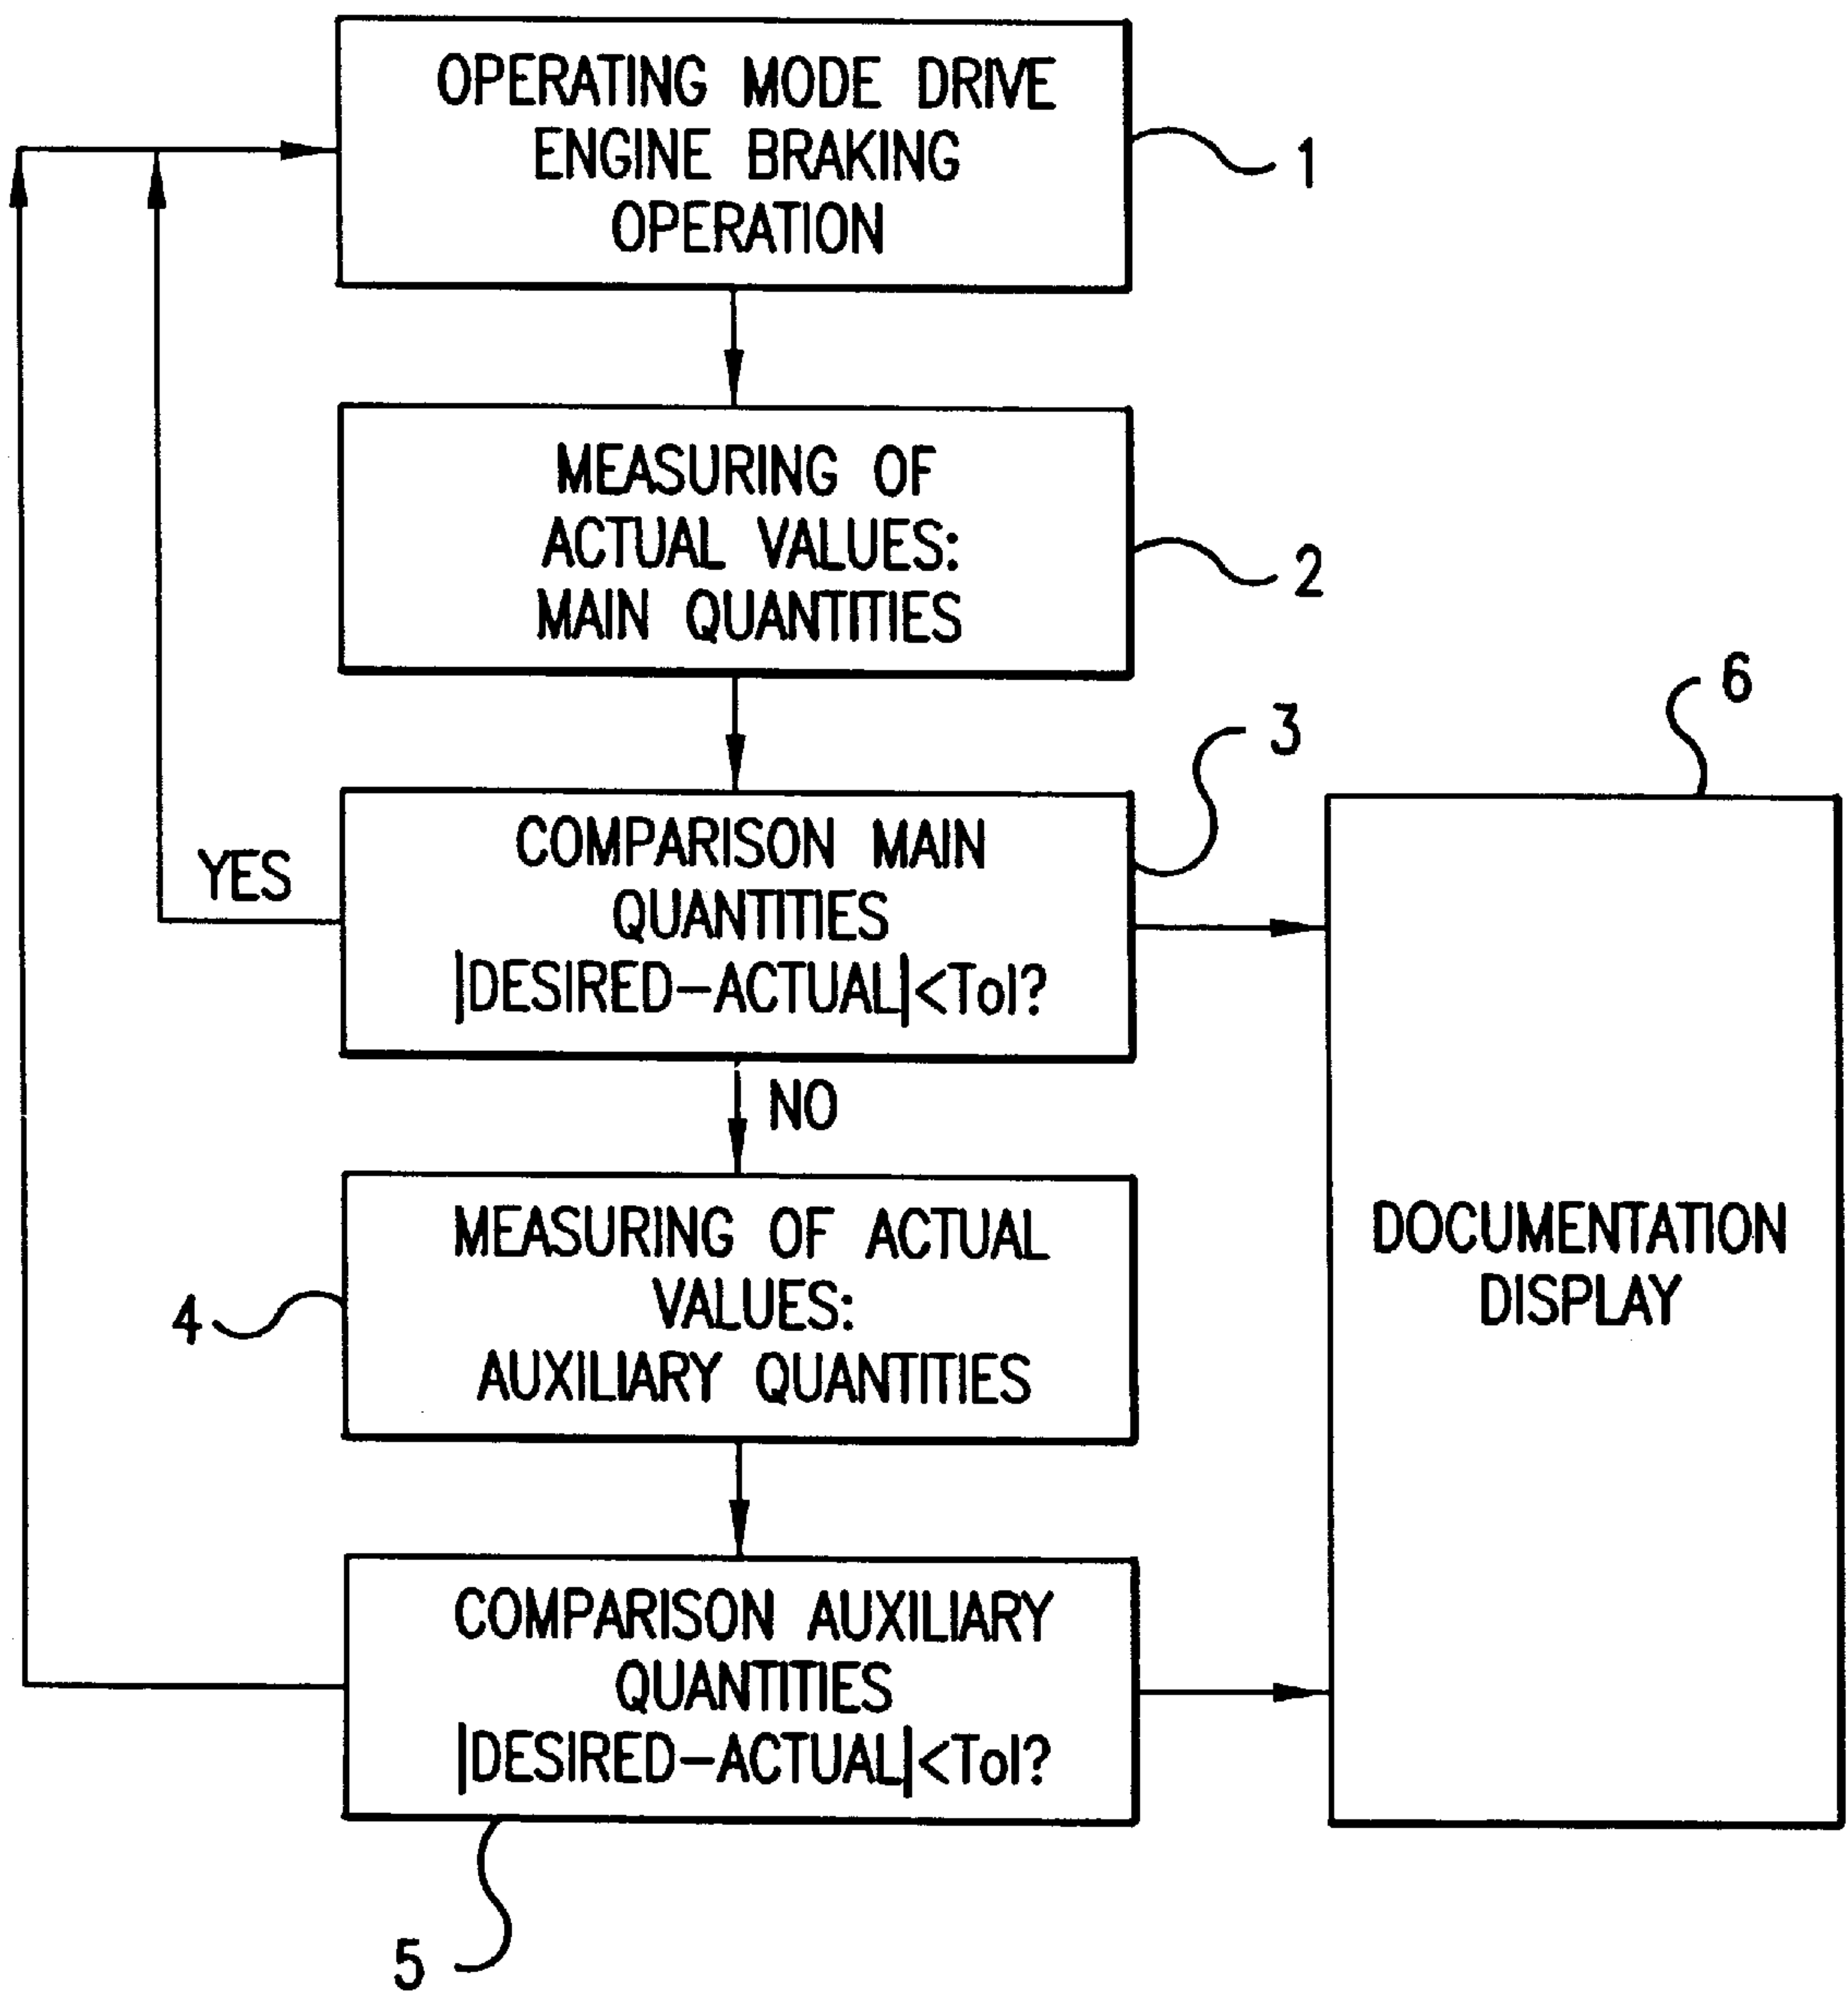 OPERATING MODE DRIVE
ENGINE BRAKING
OPERATION
1
MEASURING OF
ACTUAL VALUES:
MAIN QUANTITIES
2
6
3
COMPARISON MAIN
QUANTITIES
|DESIRED-ACTUAL|<Tol?
YES
NO
MEASURING OF ACTUAL
VALUES:
AUXILIARY QUANTITIES
4
DOCUMENTATION
DISPLAY
COMPARISON AUXILIARY
QUANTITIES
|DESIRED-ACTUAL|<Tol?
5